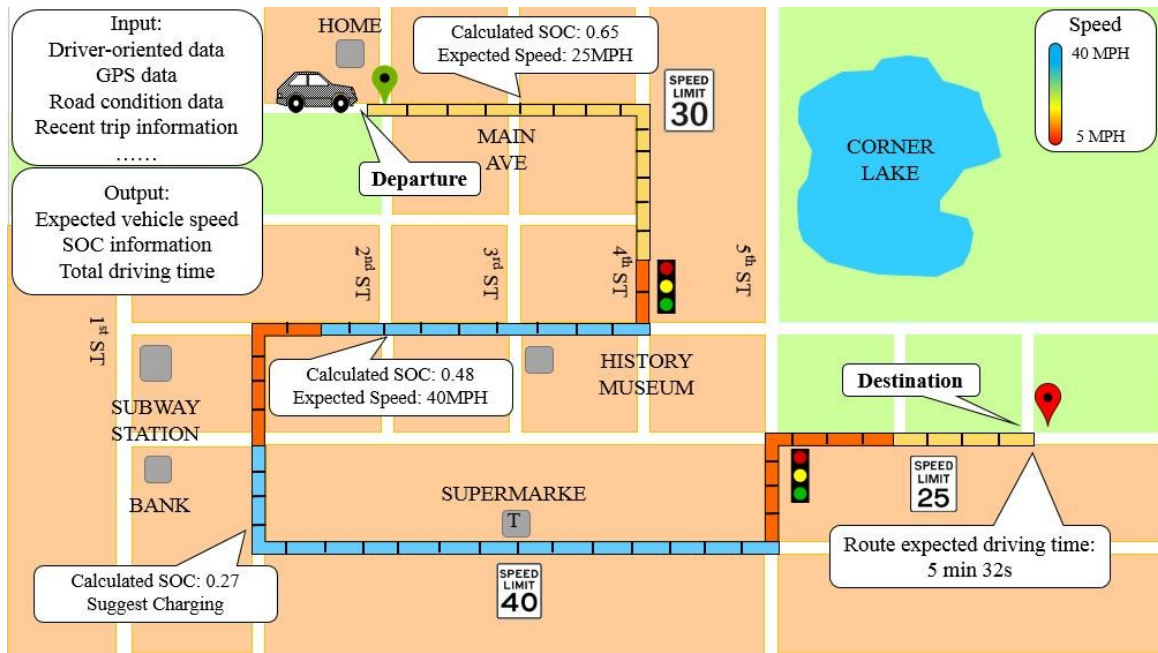 Input:
Driver-oriented data
GPS data
Road condition data
Recent trip information
......
Output:
Expected vehicle speed
SOC information
Total driving time
HOME
Calculated SOC: 0.65
Expected Speed: 25MPH
SPEED
LIMIT
30
Speed
40 MPH
5 MPH
MAIN
AVE
Departure
CORNER
LAKE
1st ST
2nd ST
3rd ST
4th ST
5th ST
Calculated SOC: 0.48
Expected Speed: 40MPH
HISTORY
MUSEUM
Destination
SUBWAY
STATION
BANK
SUPERMARKE
T
SPEED
LIMIT
25
Calculated SOC: 0.27
Suggest Charging
SPEED
LIMIT
40
Route expected driving time:
5 min 32s